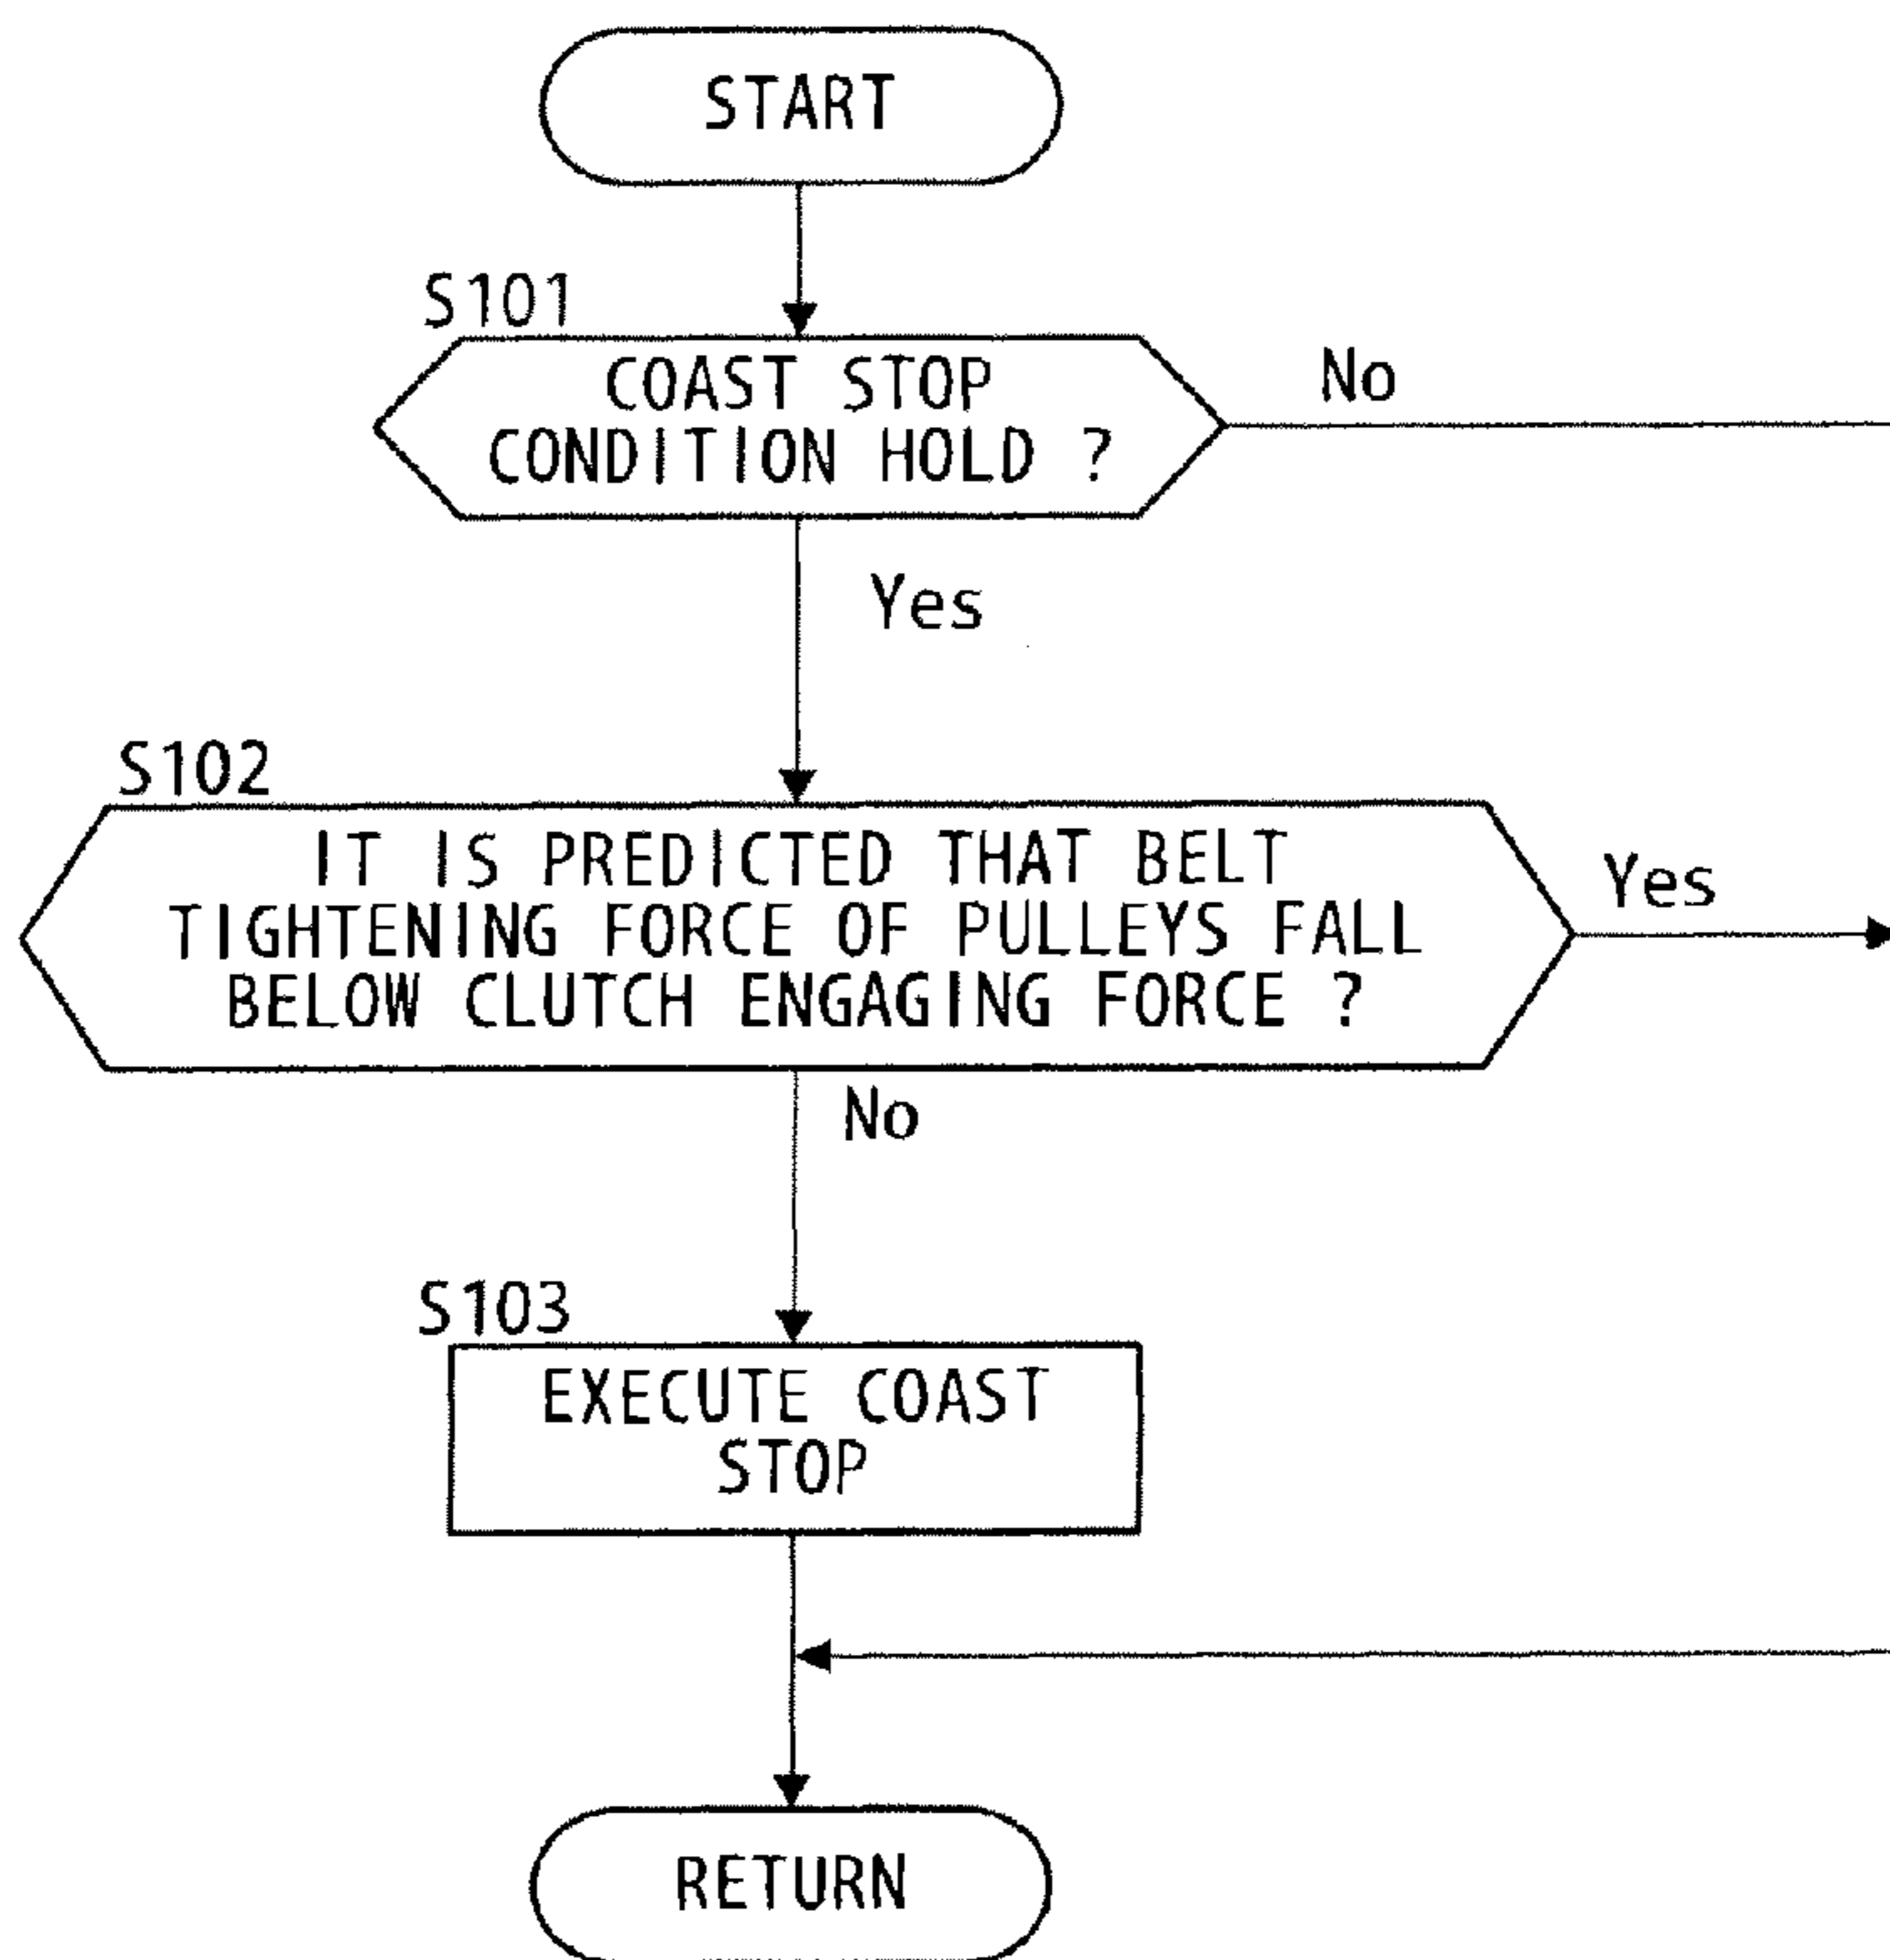 START
S101
COAST STOP
CONDITION HOLD ?
No
Yes
S102
IT IS PREDICTED THAT BELT
TIGHTENING FORCE OF PULLEYS FALL
BELOW CLUTCH ENGAGING FORCE ?
Yes
No
S103
EXECUTE COAST
STOP
RETURN